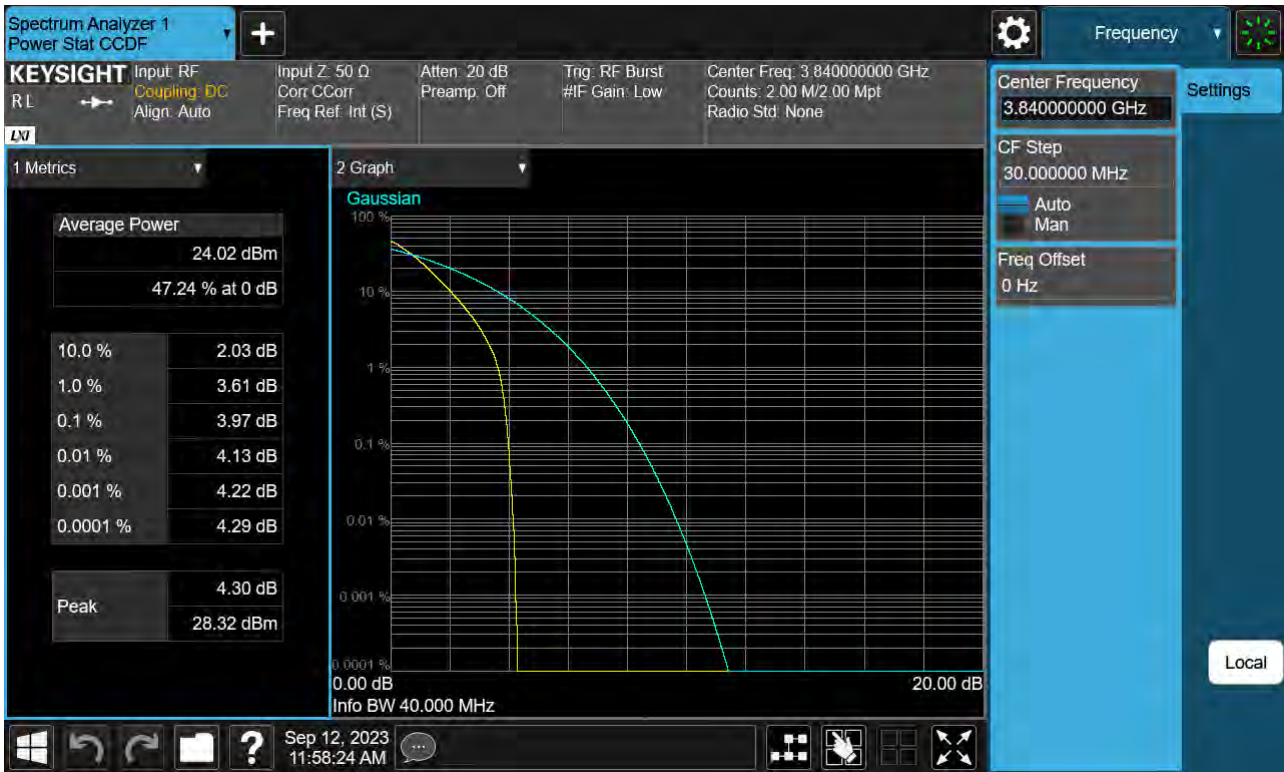 Spectrum Analyzer 1
Power Stat CCDF
+
Frequency
KEYSIGHT
RL
LXI
Input: RF
Coupling: DC
Align: Auto
Input Z: 50 Ω
Corr CCorr
Freq Ref: Int (S)
Atten: 20 dB
Preamp: Off
Trig: RF Burst
#IF Gain: Low
Center Freq: 3.840000000 GHz
Counts: 2.00 M/2.00 Mpt
Radio Std: None
Center Frequency
3.840000000 GHz
Settings
CF Step
30.000000 MHz
Auto
Man
Freq Offset
0 Hz
1 Metrics
Average Power
24.02 dBm
47.24 % at 0 dB
10.0 % 2.03 dB
1.0 % 3.61 dB
0.1 % 3.97 dB
0.01 % 4.13 dB
0.001 % 4.22 dB
0.0001 % 4.29 dB
Peak
4.30 dB
28.32 dBm
2 Graph
Gaussian
100 %
10 %
1 %
0.1 %
0.01 %
0.001 %
0.0001 %
0.00 dB 20.00 dB
Info BW 40.000 MHz
Local
?
Sep 12, 2023
11:58:24 AM